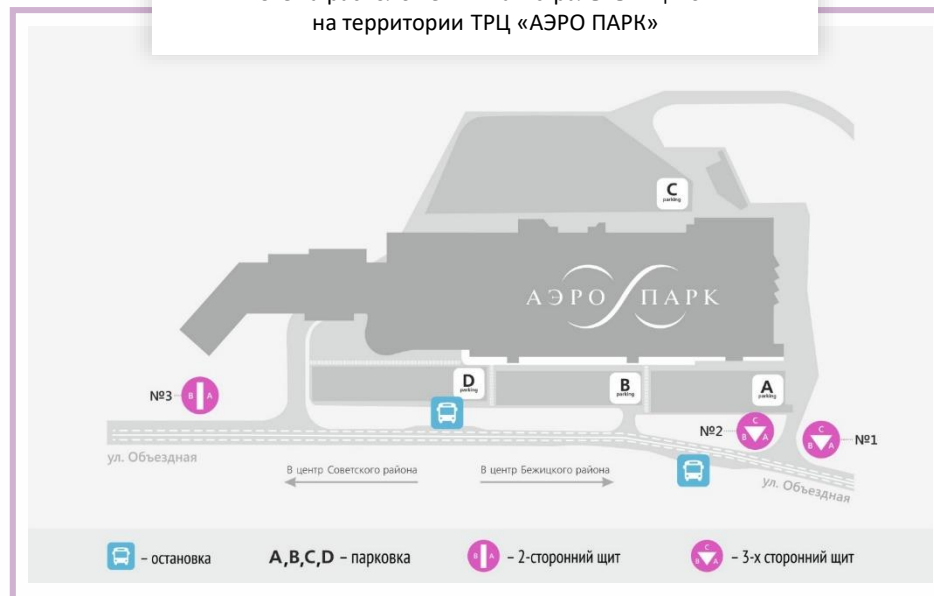 на территории ТРЦ «АЭРО ПАРК»
C
parking
АЭРО ПАРК
D
parking
B
parking
A
parking
№3
B A
№2
C
B A
C
B A
№1
ул. Объездная
В центр Советского района
В центр Бежицкого района
ул. Объездная
– остановка
A,B,C,D – парковка
B A
– 2-сторонний щит
C
B A
– 3-х сторонний щит